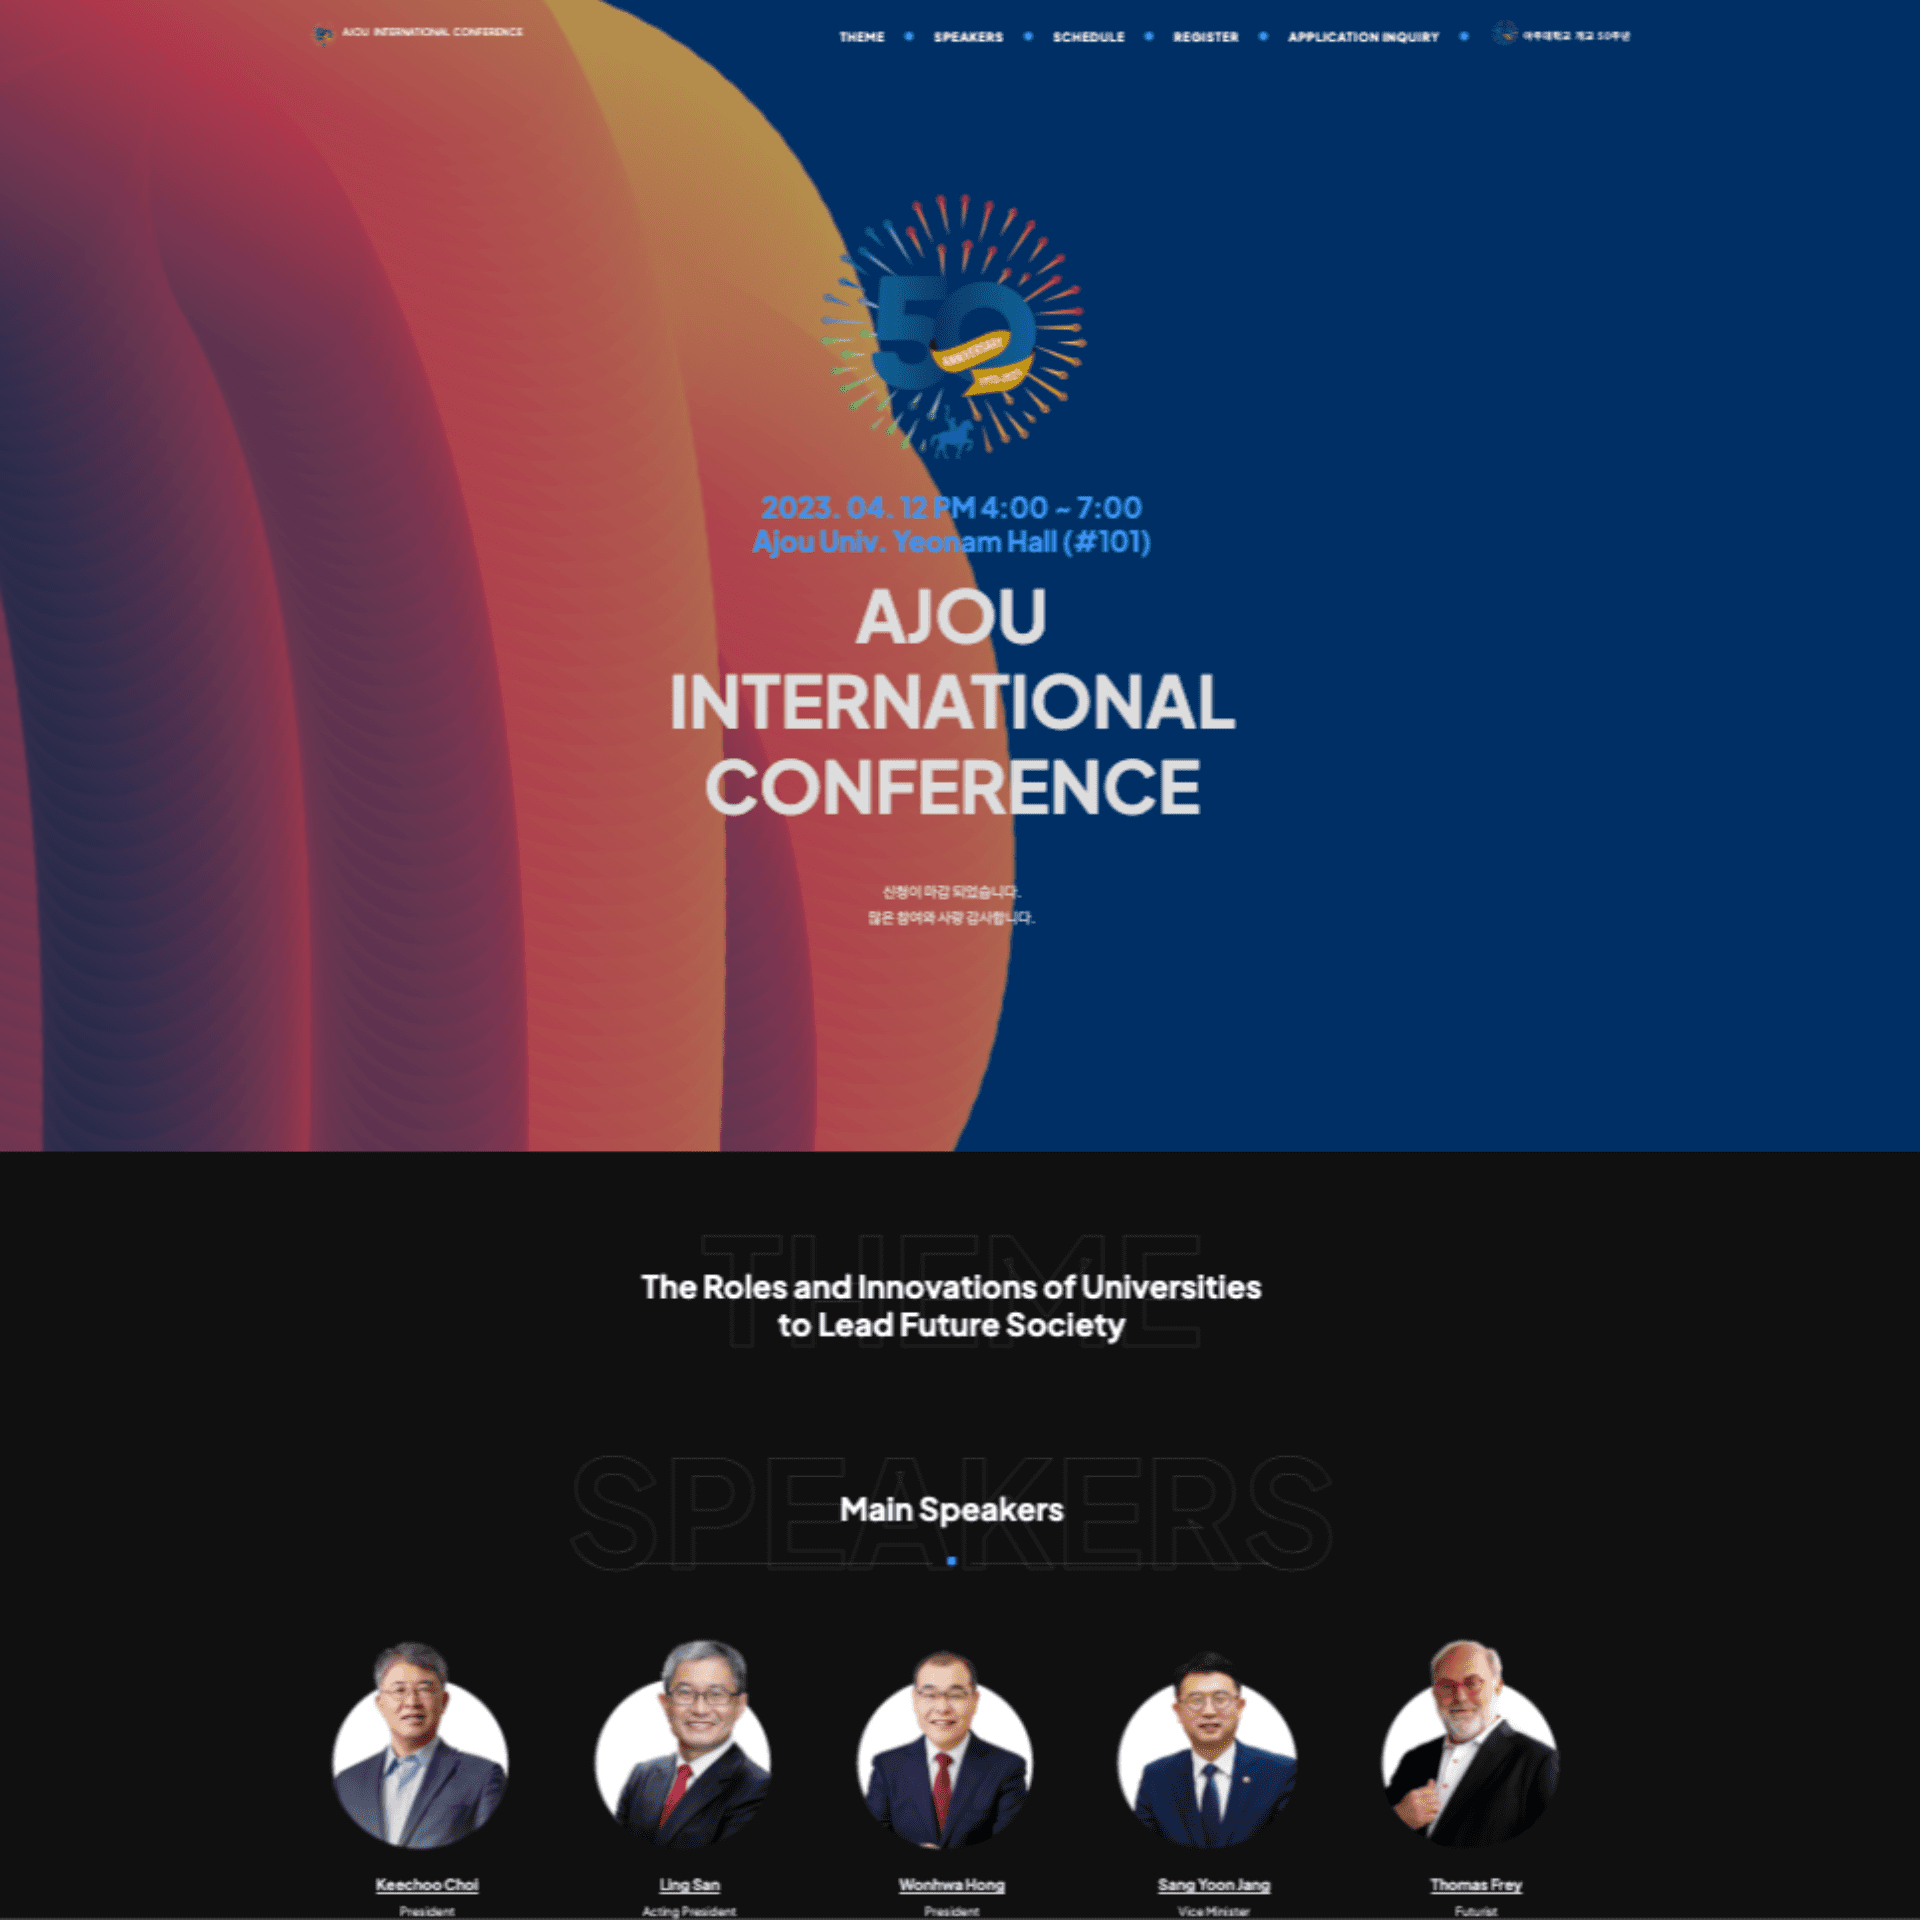 AJOU INTERNATIONAL CONFERENCE
THEME SPEAKERS SCHEDULE REGISTER APPLICATION INQUIRY 아주대학교 개교 50주년
50
ANNIVERSARY
1973-2023
2023. 04. 12 PM 4:00 ~ 7:00
Ajou Univ. Yeonam Hall (#101)
AJOU
INTERNATIONAL
CONFERENCE
신청이 마감 되었습니다.
많은 참여와 사랑 감사합니다.
THEME
The Roles and Innovations of Universities
to Lead Future Society
SPEAKERS
Main Speakers
Keechoo Choi
President
Ling San
Acting President
Wonhwa Hong
President
Sang Yoon Jang
Vice Minister
Thomas Frey
Futurist